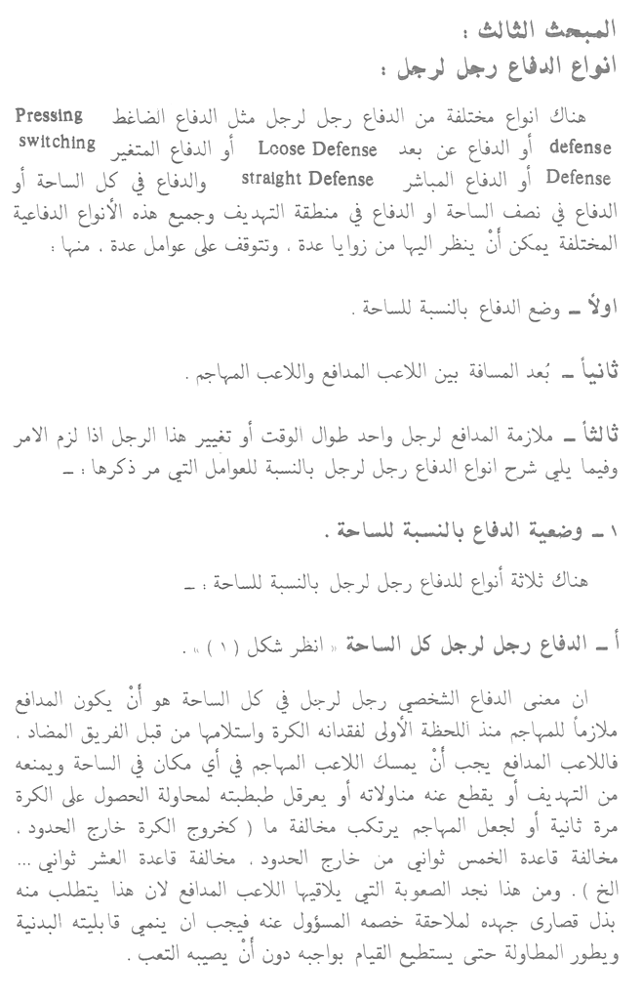 المبحث الثالث :
انواع الدفاع رجل لرجل :
هناك انواع مختلفة من الدفاع رجل لرجل مثل الدفاع الضاغط Pressing
defense أو الدفاع عن بعد Loose Defense أو الدفاع المتغير switching
Defense أو الدفاع المباشر straight Defense والدفاع في كل الساحة أو
الدفاع في نصف الساحة او الدفاع في منطقة التهديف وجميع هذه الأنواع الدفاعية
المختلفة يمكن أنْ ينظر اليها من زوايا عدة ، وتتوقف على عوامل عدة ، منها :
اولاً ــ وضع الدفاع بالنسبة للساحة .
ثانياً ــ بُعد المسافة بين اللاعب المدافع واللاعب المهاجم .
ثالثاً ــ ملازمة المدافع لرجل واحد طوال الوقت أو تغيير هذا الرجل اذا لزم الامر
وفيما يلي شرح انواع الدفاع رجل لرجل بالنسبة للعوامل التي مر ذكرها : ــ
١ ــ وضعية الدفاع بالنسبة للساحة .
هناك ثلاثة أنواع للدفاع رجل لرجل بالنسبة للساحة : ــ
أ ــ الدفاع رجل لرجل كل الساحة « انظر شكل ( ١ ) » .
ان معنى الدفاع الشخصي رجل لرجل في كل الساحة هو أَنْ يكون المدافع
ملازماً للمهاجم منذ اللحظة الأولى لفقدانه الكرة واستلامها من قبل الفريق المضاد .
فاللاعب المدافع يجب أَنْ يمسك اللاعب المهاجم في أي مكان في الساحة ويمنعه
من التهديف أو يقطع عنه مناولاته أو يعرقل طبطبته لمحاولة الحصول على الكرة
مرة ثانية أو لجعل المهاجم يرتكب مخالفة ما ( كخروج الكرة خارج الحدود ،
مخالفة قاعدة الخمس ثواني من خارج الحدود ، مخالفة قاعدة العشر ثواني ...
الخ ) . ومن هذا نجد الصعوبة التي يلاقيها اللاعب المدافع لان هذا يتطلب منه
بذل قصارى جهده لملاحقة خصمه المسؤول عنه فيجب ان ينمي قابليته البدنية
ويطور المطاولة حتى يستطيع القيام بواجبه دون أَنْ يصيبه التعب .